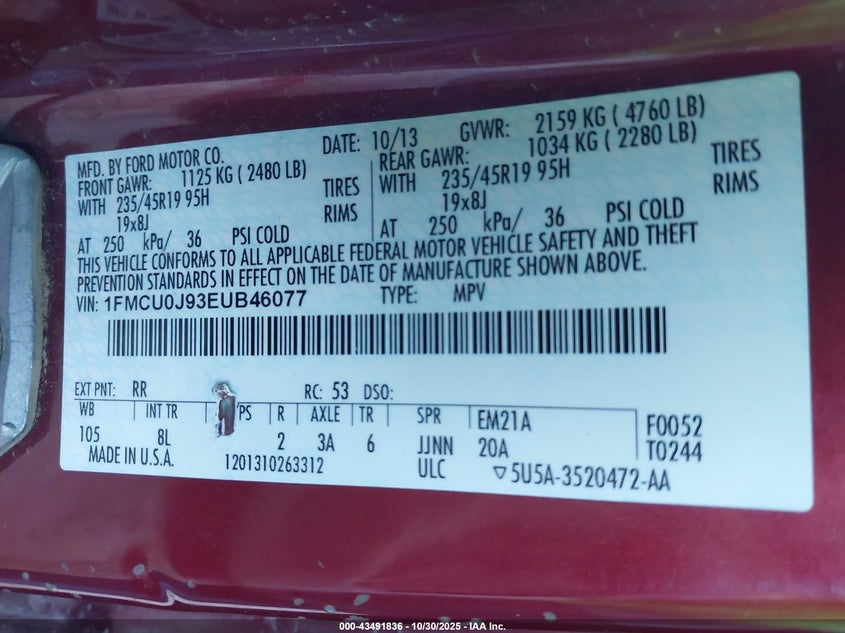 MFD. BY FORD MOTOR CO. DATE: 10/13 GVWR: 2159 KG ( 4760 LB)
FRONT GAWR: 1125 KG ( 2480 LB) REAR GAWR: 1034 KG ( 2280 LB)
WITH 235/45R19 95H TIRES WITH 235/45R19 95H TIRES
19x8J RIMS 19x8J RIMS
AT 250 kPa/ 36 PSI COLD AT 250 kPa/ 36 PSI COLD
THIS VEHICLE CONFORMS TO ALL APPLICABLE FEDERAL MOTOR VEHICLE SAFETY AND THEFT
PREVENTION STANDARDS IN EFFECT ON THE DATE OF MANUFACTURE SHOWN ABOVE.
VIN: 1FMCU0J93EUB46077 TYPE: MPV
EXT PNT: RR RC: 53 DSO:
WB INT TR PS R AXLE TR SPR EM21A F0052
105 8L 2 3A 6 JJNN 20A T0244
MADE IN U.S.A. 1201310263312 ULC ▽5U5A-3520472-AA
000-43491836 - 10/30/2025 - IAA Inc.